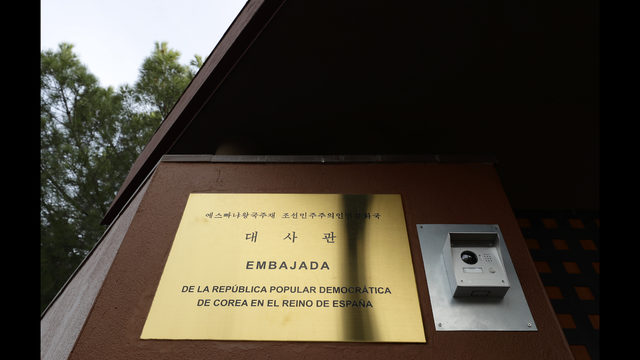 에스빠냐왕국주재 조선민주주의인민공화국
대 사 관
EMBAJADA
DE LA REPÚBLICA POPULAR DEMOCRÁTICA
DE COREA EN EL REINO DE ESPAÑA